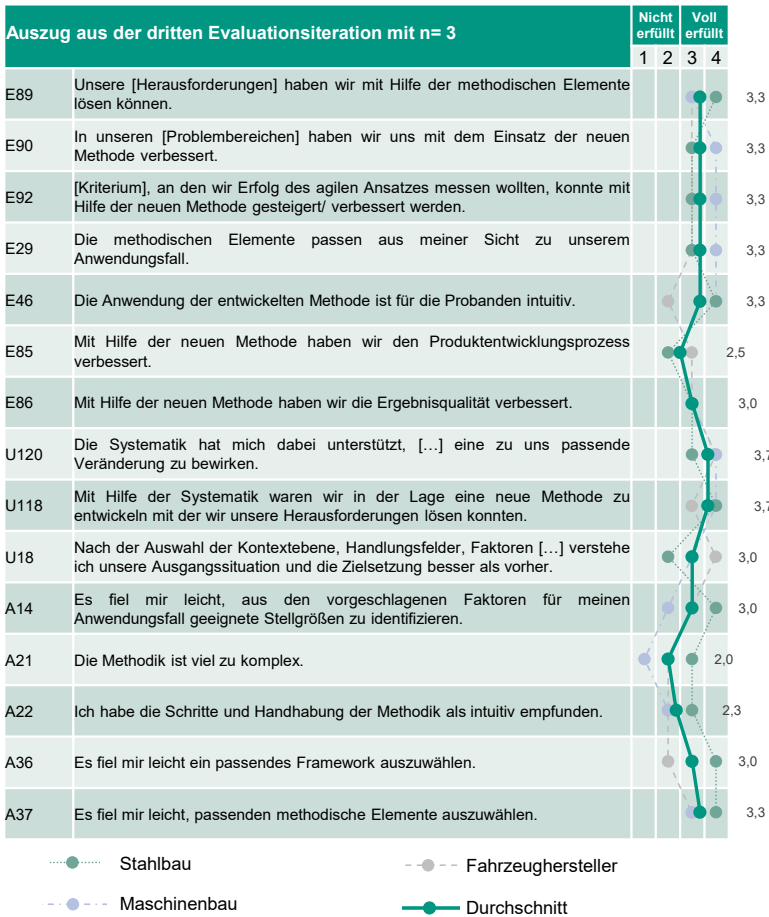 Auszug aus der dritten Evaluationsiteration mit n= 3
Nicht erfüllt
Voll erfüllt
1 2 3 4
E89 Unsere [Herausforderungen] haben wir mit Hilfe der methodischen Elemente
lösen können. 3,3
E90 In unseren [Problembereichen] haben wir uns mit dem Einsatz der neuen
Methode verbessert. 3,3
E92 [Kriterium], an den wir Erfolg des agilen Ansatzes messen wollten, konnte mit
Hilfe der neuen Methode gesteigert/ verbessert werden. 3,3
E29 Die methodischen Elemente passen aus meiner Sicht zu unserem
Anwendungsfall. 3,3
E46 Die Anwendung der entwickelten Methode ist für die Probanden intuitiv. 3,3
E85 Mit Hilfe der neuen Methode haben wir den Produktentwicklungsprozess
verbessert. 2,5
E86 Mit Hilfe der neuen Methode haben wir die Ergebnisqualität verbessert. 3,0
U120 Die Systematik hat mich dabei unterstützt, […] eine zu uns passende
Veränderung zu bewirken. 3,7
U118 Mit Hilfe der Systematik waren wir in der Lage eine neue Methode zu
entwickeln mit der wir unsere Herausforderungen lösen konnten. 3,7
U18 Nach der Auswahl der Kontextebene, Handlungsfelder, Faktoren […] verstehe
ich unsere Ausgangssituation und die Zielsetzung besser als vorher. 3,0
A14 Es fiel mir leicht, aus den vorgeschlagenen Faktoren für meinen
Anwendungsfall geeignete Stellgrößen zu identifizieren. 3,0
A21 Die Methodik ist viel zu komplex. 2,0
A22 Ich habe die Schritte und Handhabung der Methodik als intuitiv empfunden. 2,3
A36 Es fiel mir leicht ein passendes Framework auszuwählen. 3,0
A37 Es fiel mir leicht, passenden methodische Elemente auszuwählen. 3,3
Stahlbau
Fahrzeughersteller
Maschinenbau
Durchschnitt